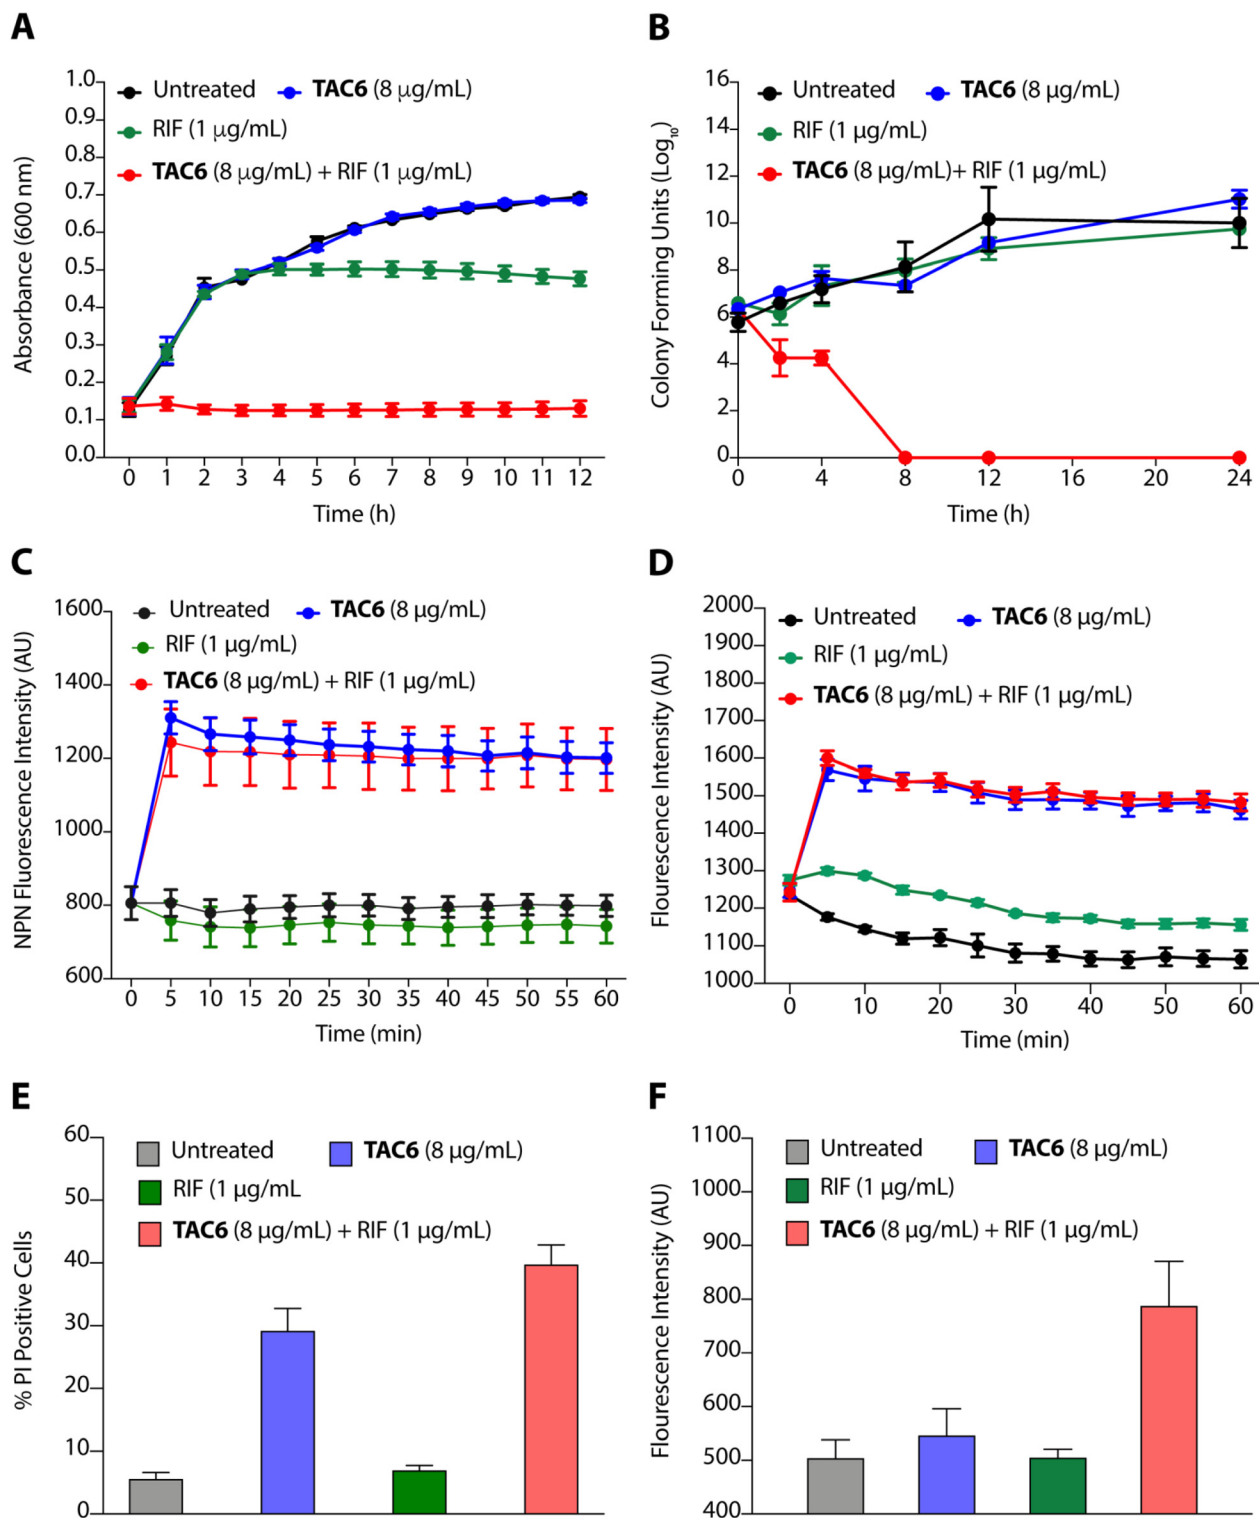 A
Absorbance (600 nm)
1.0
0.9
0.8
0.7
0.6
0.5
0.4
0.3
0.2
0.1
0.0
Untreated TAC6 (8 μg/mL)
RIF (1 μg/mL)
TAC6 (8 μg/mL) + RIF (1 μg/mL)
0 1 2 3 4 5 6 7 8 9 10 11 12
Time (h)
B
Colony Forming Units (Log10)
16
14
12
10
8
6
4
2
0
Untreated TAC6 (8 µg/mL)
RIF (1 µg/mL)
TAC6 (8 µg/mL)+ RIF (1 µg/mL)
0 4 8 12 16 20 24
Time (h)
C
NPN Fluorescence Intensity (AU)
1600
1400
1200
1000
800
600
Untreated TAC6 (8 µg/mL)
RIF (1 µg/mL)
TAC6 (8 µg/mL) + RIF (1 µg/mL)
0 5 10 15 20 25 30 35 40 45 50 55 60
Time (min)
D
Flourescence Intensity (AU)
2000
1900
1800
1700
1600
1500
1400
1300
1200
1100
1000
Untreated TAC6 (8 µg/mL)
RIF (1 µg/mL)
TAC6 (8 µg/mL) + RIF (1 µg/mL)
0 10 20 30 40 50 60
Time (min)
E
% PI Positive Cells
60
50
40
30
20
10
0
Untreated TAC6 (8 µg/mL)
RIF (1 µg/mL
TAC6 (8 µg/mL) + RIF (1 µg/mL)
F
Flourescence Intensity (AU)
1100
1000
900
800
700
600
500
400
Untreated TAC6 (8 µg/mL)
RIF (1 µg/mL)
TAC6 (8 µg/mL) + RIF (1 µg/mL)